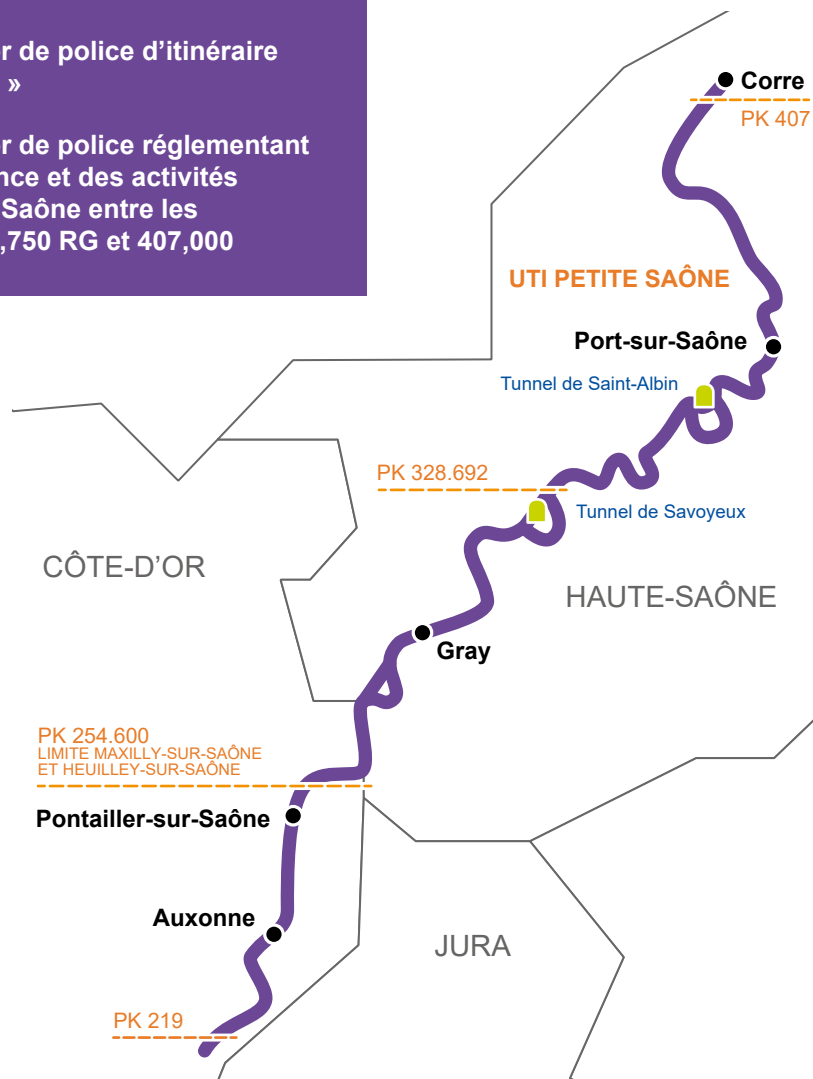 er de police d’itinéraire
»
er de police réglementant
nce et des activités
Saône entre les
,750 RG et 407,000
Corre
PK 407
UTI PETITE SAÔNE
Port-sur-Saône
Tunnel de Saint-Albin
PK 328.692
Tunnel de Savoyeux
CÔTE-D’OR
HAUTE-SAÔNE
Gray
PK 254.600
LIMITE MAXILLY-SUR-SAÔNE
ET HEUILLEY-SUR-SAÔNE
Pontailler-sur-Saône
Auxonne
JURA
PK 219